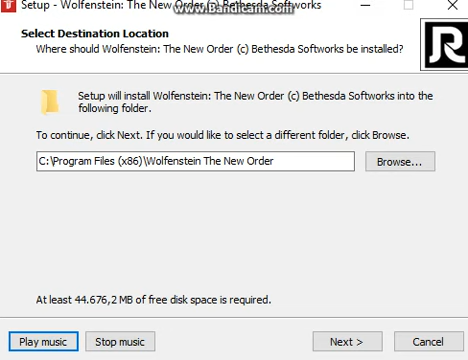 Setup - Wolfenstein: The New Order (c) Bethesda Softworks
www.Bandicam.com
Select Destination Location
Where should Wolfenstein: The New Order (c) Bethesda Softworks be installed?
R
Setup will install Wolfenstein: The New Order (c) Bethesda Softworks into the
following folder.
To continue, click Next. If you would like to select a different folder, click Browse.
C:\Program Files (x86)\Wolfenstein The New Order
Browse...
At least 44.676,2 MB of free disk space is required.
Play music
Stop music
Next >
Cancel